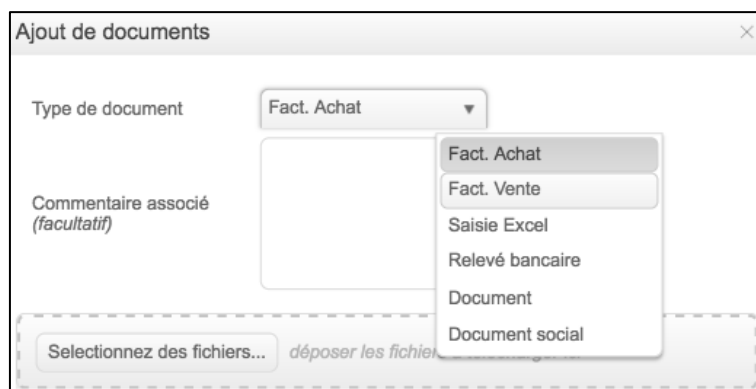 Ajout de documents
Type de document
Fact. Achat
Fact. Achat
Fact. Vente
Saisie Excel
Relevé bancaire
Document
Document social
Commentaire associé
(facultatif)
Selectionnez des fichiers...
déposer les fichiers